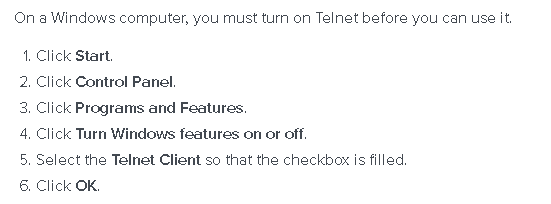 On a Windows computer, you must turn on Telnet before you can use it.
1. Click Start.
2. Click Control Panel.
3. Click Programs and Features.
4. Click Turn Windows features on or off.
5. Select the Telnet Client so that the checkbox is filled.
6. Click OK.